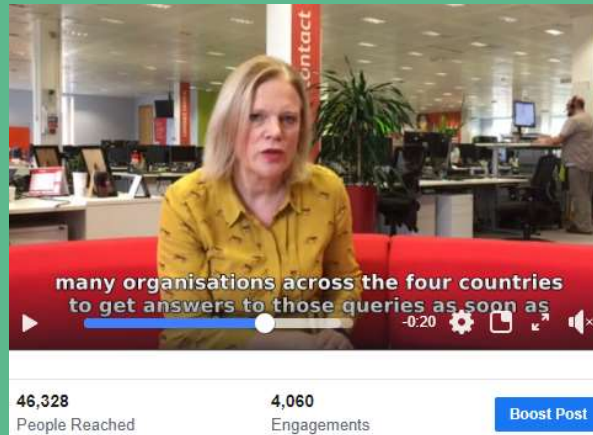 contact
many organisations across the four countries
to get answers to those queries as soon as
-0:20
46,328
4,060
People Reached
Engagements
Boost Post